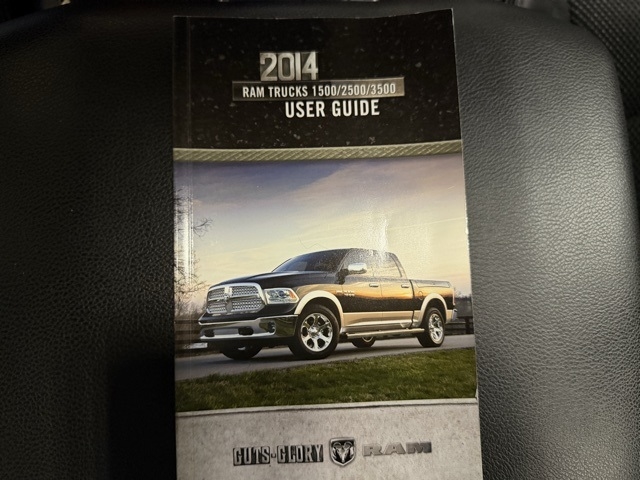 2014
RAM TRUCKS 1500/2500/3500
USER GUIDE
GUTS·GLORY RAM